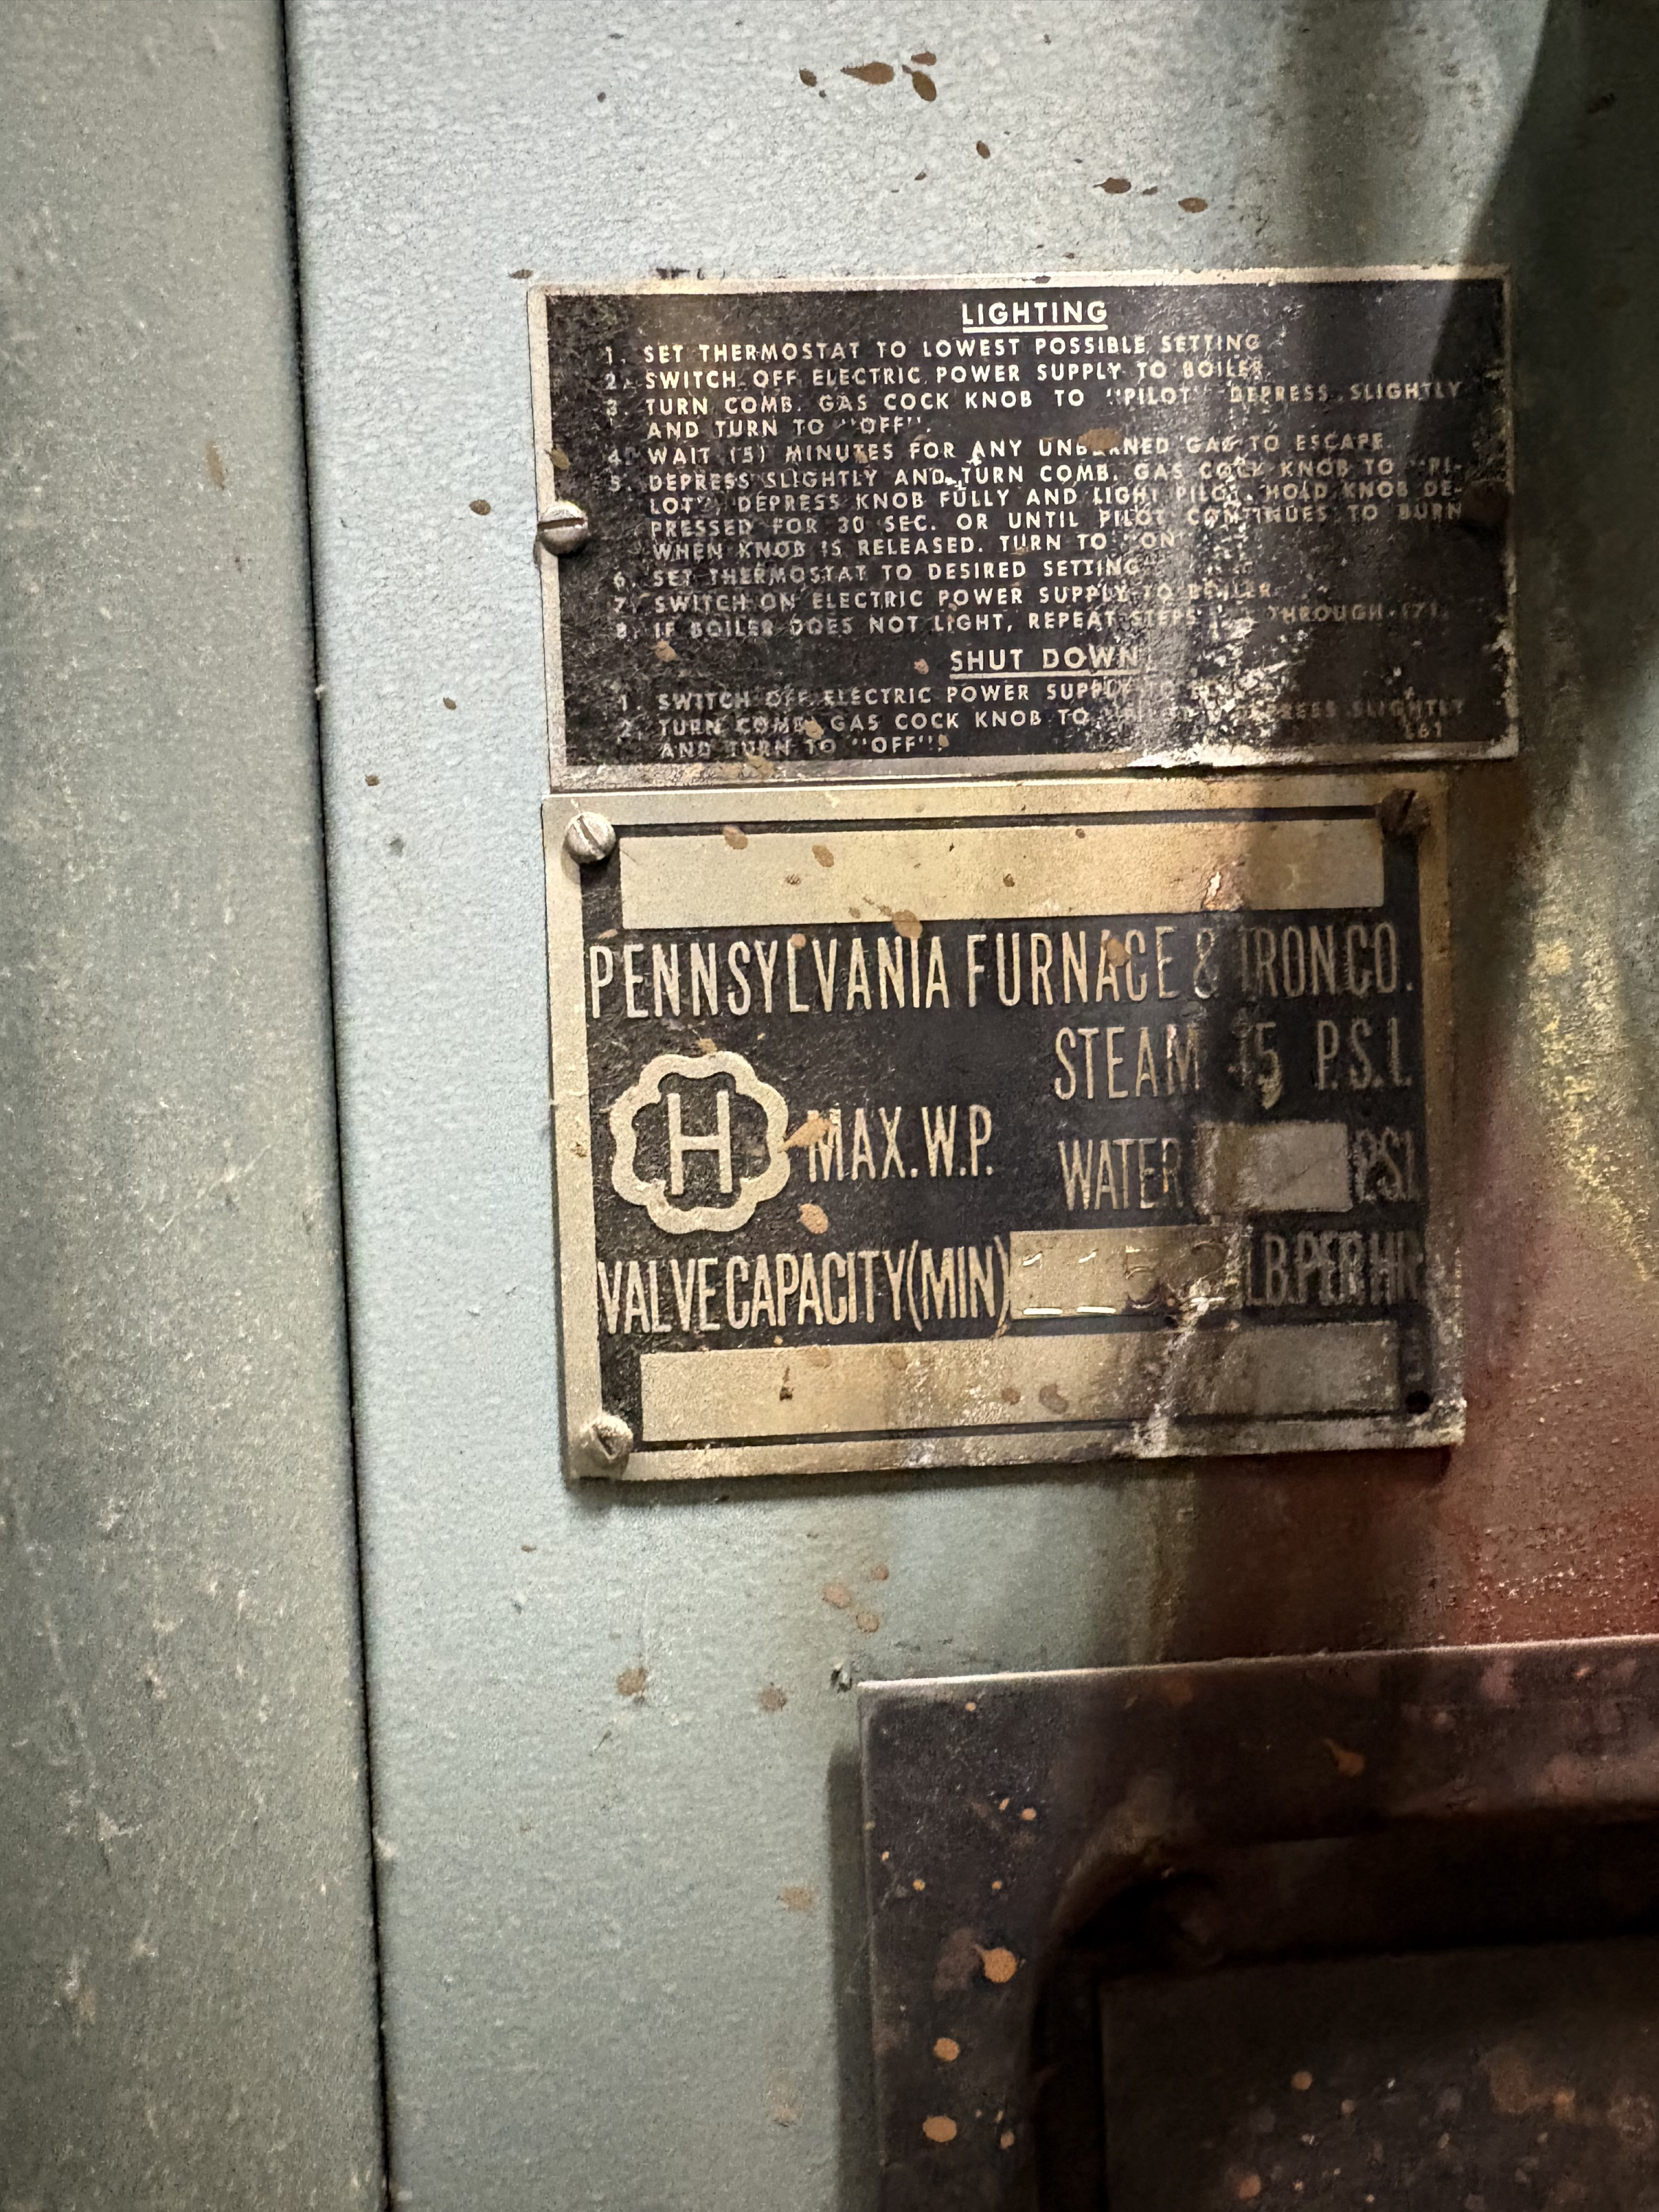 LIGHTING
1. SET THERMOSTAT TO LOWEST POSSIBLE SETTING
2. SWITCH OFF ELECTRIC POWER SUPPLY TO BOILER
3. TURN COMB. GAS COCK KNOB TO "PILOT" DEPRESS SLIGHTLY
AND TURN TO "OFF".
4. WAIT (5) MINUTES FOR ANY UNBURNED GAS TO ESCAPE
5. DEPRESS SLIGHTLY AND TURN COMB. GAS COCK KNOB TO "PI-
LOT". DEPRESS KNOB FULLY AND LIGHT PILOT. HOLD KNOB DE-
PRESSED FOR 30 SEC. OR UNTIL PILOT CONTINUES TO BURN
WHEN KNOB IS RELEASED. TURN TO "ON"
6. SET THERMOSTAT TO DESIRED SETTING
7. SWITCH ON ELECTRIC POWER SUPPLY TO BOILER
8. IF BOILER DOES NOT LIGHT, REPEAT STEPS THROUGH (7).
SHUT DOWN
1. SWITCH OFF ELECTRIC POWER SUPPLY TO
2. TURN COMB. GAS COCK KNOB TO DEPRESS SLIGHTLY
AND TURN TO "OFF".
PENNSYLVANIA FURNACE & IRON CO.
STEAM 15 P.S.I.
H MAX. W.P.
WATER P.S.I.
VALVE CAPACITY (MIN) LB. PER HR.